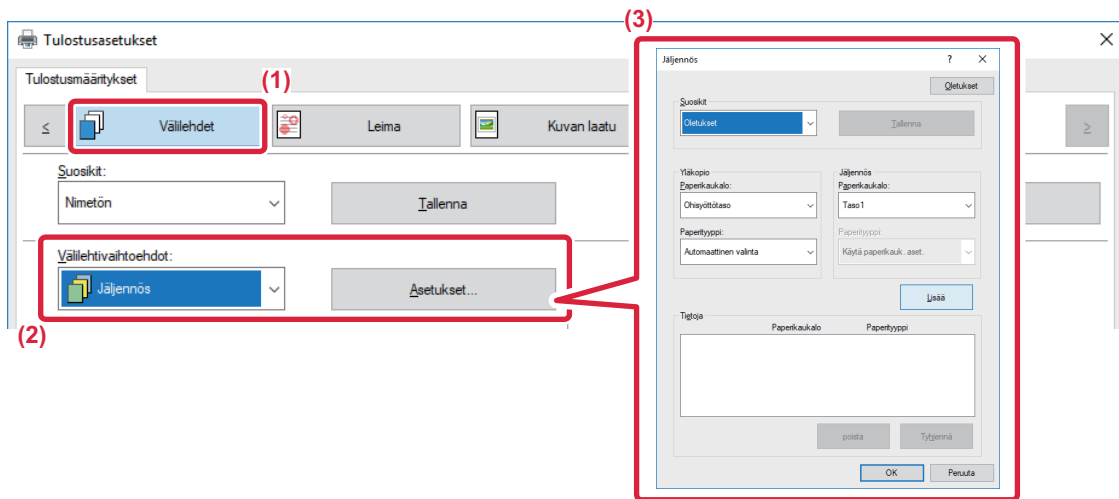 (3)
Tulostusasetukset
Tulostusmääritykset
(1)
≤ Välilehdet Leima Kuvan laatu ≥
Suosikit:
Nimetön Tallenna
Välilehtivaihtoehdot:
Jäljennös Asetukset...
(2)
Jäljennös ?
Oletukset
Suosikit
Oletukset Tallenna
Yläkopio Jäljennös
Paperikaukalo: Paperikaukalo:
Ohisyöttötaso Taso1
Paperityyppi: Paperityyppi:
Automaattinen valinta Käytä paperikauk. aset.
Lisää
Tietoja
Paperikaukalo Paperityyppi
poista Tyhjennä
OK Peruuta